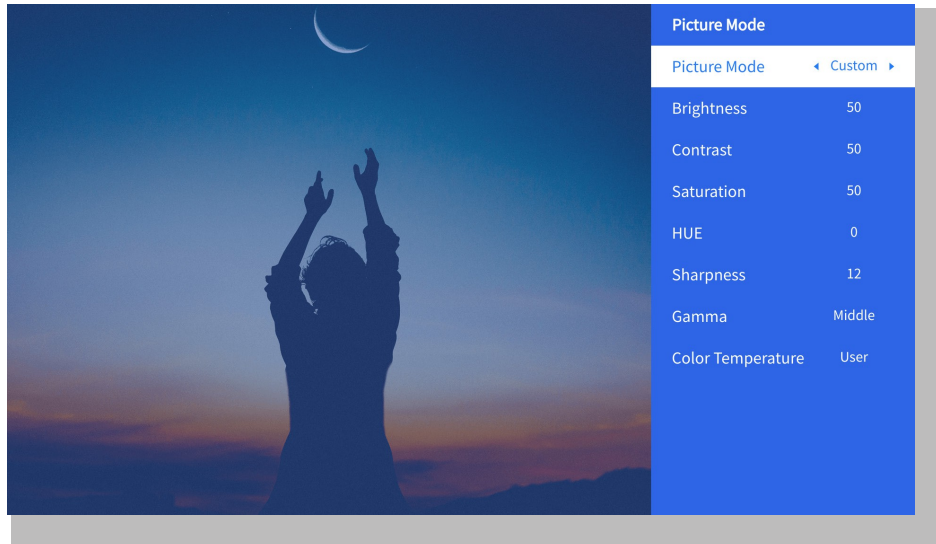 Picture Mode
Picture Mode Custom
Brightness 50
Contrast 50
Saturation 50
HUE 0
Sharpness 12
Gamma Middle
Color Temperature User